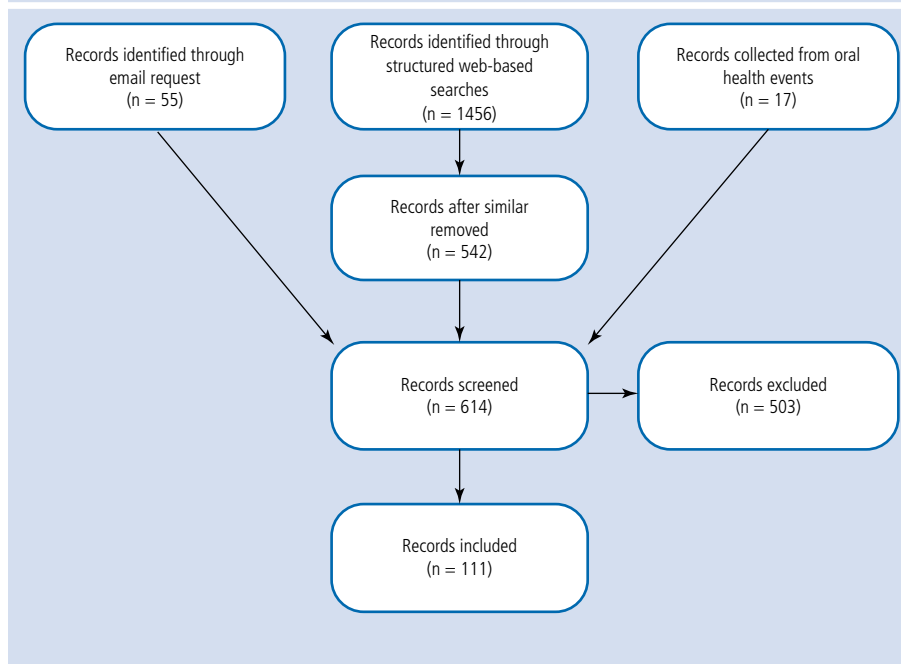 Records identified through
email request
(n = 55)
Records identified through
structured web-based
searches
(n = 1456)
Records collected from oral
health events
(n = 17)
Records after similar
removed
(n = 542)
Records screened
(n = 614)
Records excluded
(n = 503)
Records included
(n = 111)